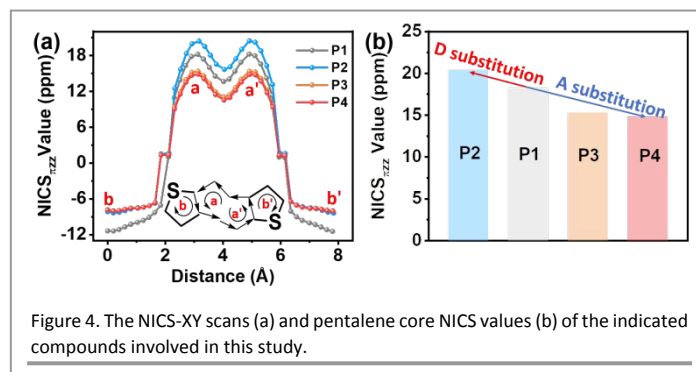 (a)
NICSπzz Value (ppm)
18
12
6
0
-6
-12
P1
P2
P3
P4
a
a'
b
b'
S
b
a
a'
b'
S
0
2
4
6
8
Distance (Å)
(b)
NICSπzz Value (ppm)
25
20
15
10
5
0
D substitution
A substitution
P2
P1
P3
P4
Figure 4. The NICS-XY scans (a) and pentalene core NICS values (b) of the indicated
compounds involved in this study.